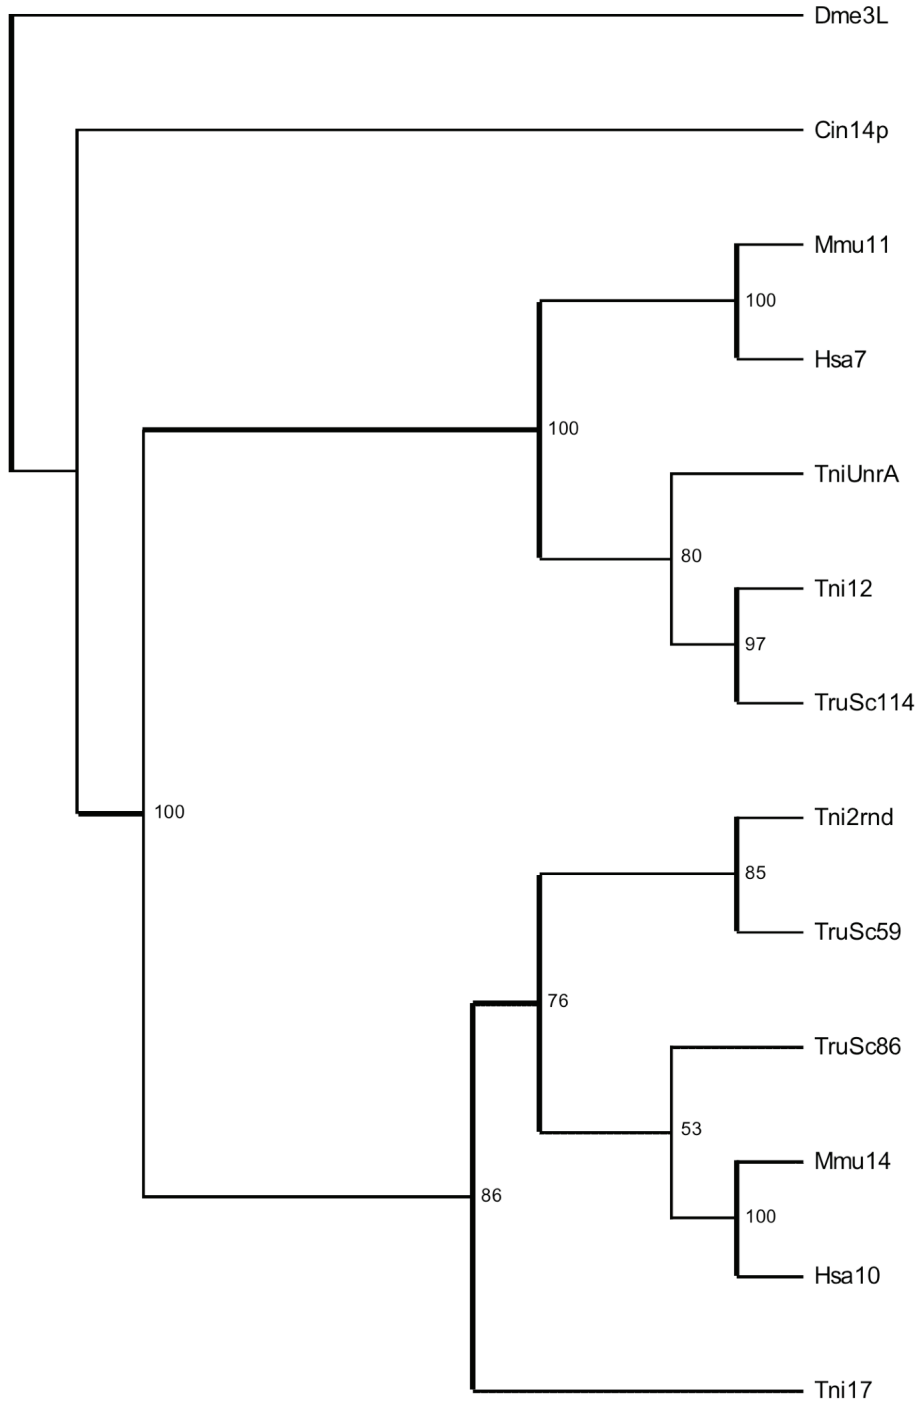 Dme3L
Cin14p
Mmu11
100
Hsa7
100
TniUnrA
80
Tni12
97
TruSc114
100
Tni2rnd
85
TruSc59
76
TruSc86
53
Mmu14
86
100
Hsa10
Tni17